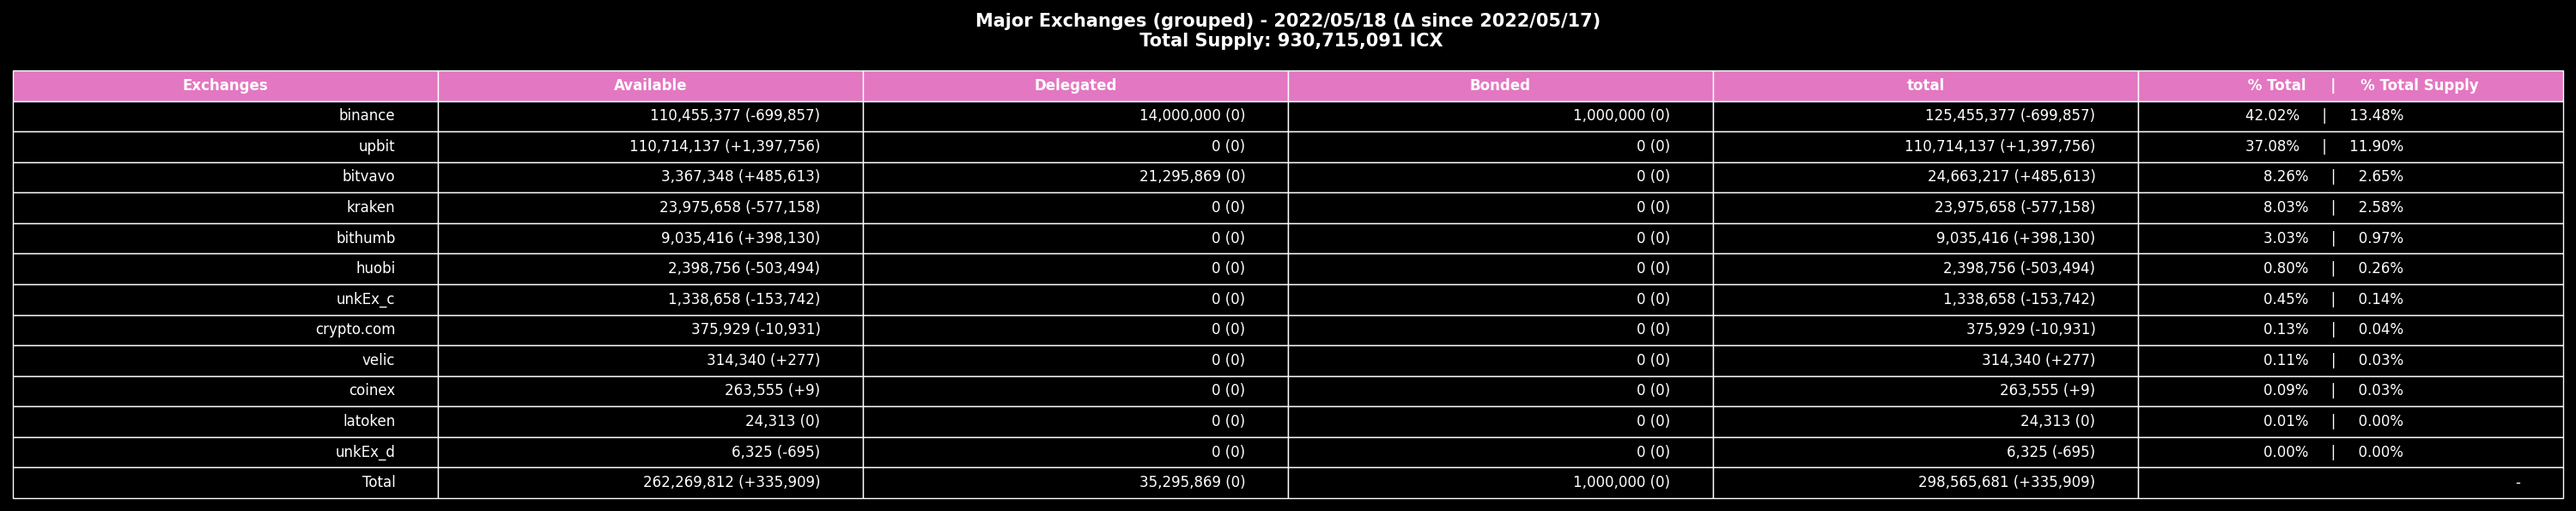 Major Exchanges (grouped) - 2022/05/18 (Δ since 2022/05/17)
Total Supply: 930,715,091 ICX
Exchanges Available Delegated Bonded total % Total | % Total Supply
binance 110,455,377 (-699,857) 14,000,000 (0) 1,000,000 (0) 125,455,377 (-699,857) 42.02% | 13.48%
upbit 110,714,137 (+1,397,756) 0 (0) 0 (0) 110,714,137 (+1,397,756) 37.08% | 11.90%
bitvavo 3,367,348 (+485,613) 21,295,869 (0) 0 (0) 24,663,217 (+485,613) 8.26% | 2.65%
kraken 23,975,658 (-577,158) 0 (0) 0 (0) 23,975,658 (-577,158) 8.03% | 2.58%
bithumb 9,035,416 (+398,130) 0 (0) 0 (0) 9,035,416 (+398,130) 3.03% | 0.97%
huobi 2,398,756 (-503,494) 0 (0) 0 (0) 2,398,756 (-503,494) 0.80% | 0.26%
unkEx_c 1,338,658 (-153,742) 0 (0) 0 (0) 1,338,658 (-153,742) 0.45% | 0.14%
crypto.com 375,929 (-10,931) 0 (0) 0 (0) 375,929 (-10,931) 0.13% | 0.04%
velic 314,340 (+277) 0 (0) 0 (0) 314,340 (+277) 0.11% | 0.03%
coinex 263,555 (+9) 0 (0) 0 (0) 263,555 (+9) 0.09% | 0.03%
latoken 24,313 (0) 0 (0) 0 (0) 24,313 (0) 0.01% | 0.00%
unkEx_d 6,325 (-695) 0 (0) 0 (0) 6,325 (-695) 0.00% | 0.00%
Total 262,269,812 (+335,909) 35,295,869 (0) 1,000,000 (0) 298,565,681 (+335,909) -